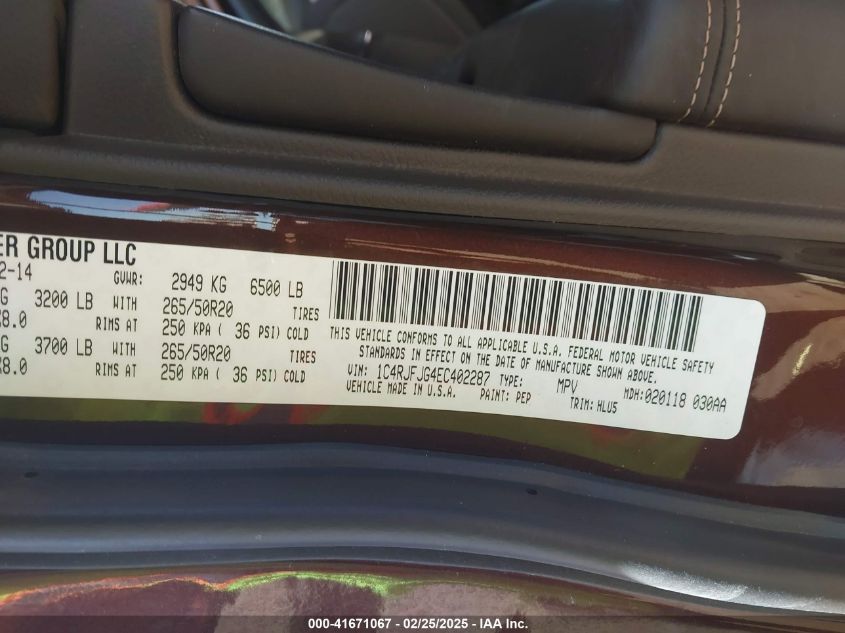 ER GROUP LLC
2-14
GVWR: 2949 KG 6500 LB
G 3200 LB WITH 265/50R20 TIRES
X8.0 RIMS AT 250 KPA ( 36 PSI) COLD
G 3700 LB WITH 265/50R20 TIRES
X8.0 RIMS AT 250 KPA ( 36 PSI) COLD
THIS VEHICLE CONFORMS TO ALL APPLICABLE U.S.A. FEDERAL MOTOR VEHICLE SAFETY
STANDARDS IN EFFECT ON THE DATE OF MANUFACTURE SHOWN ABOVE.
VIN: 1C4RJFJG4EC402287 TYPE: MPV MDH:020118 030AA
VEHICLE MADE IN U.S.A. PAINT: PEP TRIM: HLU5
000-41671067 / 02/25/2025 - © IAA, Inc.